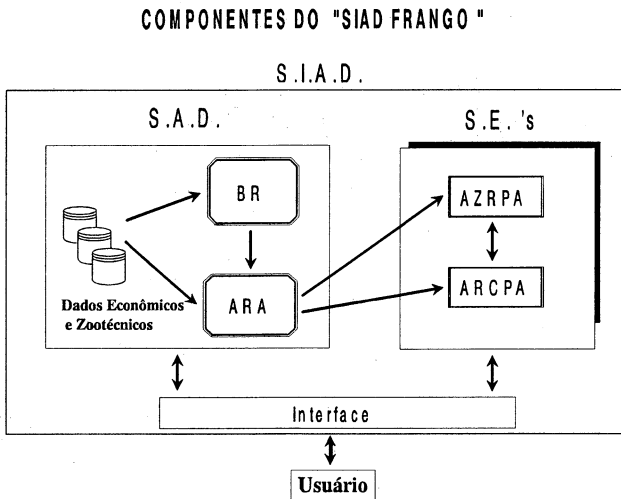 COMPONENTES DO "SIAD FRANGO "
S.I.A.D.
S.A.D.
S.E. 's
BR
AZRPA
ARA
ARCPA
Dados Econômicos
e Zootécnicos
Interface
Usuário